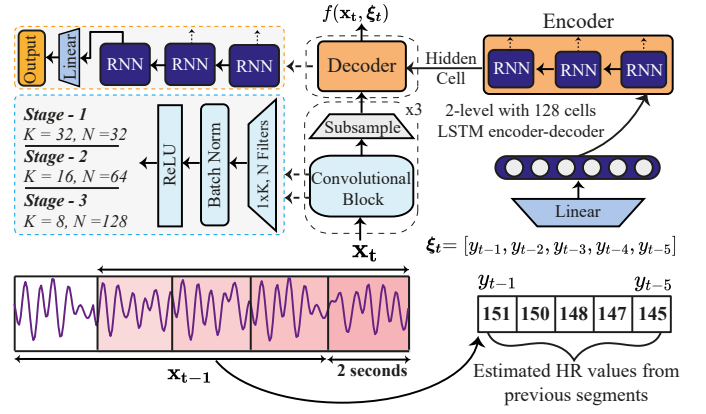 f(x_t, ξ_t)
Encoder
Output
Linear
RNN
RNN
RNN
Decoder
Hidden
Cell
RNN
RNN
RNN
x3
2-level with 128 cells
LSTM encoder-decoder
Stage - 1
K = 32, N =32
Stage - 2
K = 16, N =64
Stage - 3
K = 8, N =128
ReLU
Batch Norm
1xK, N Filters
Subsample
Convolutional
Block
Linear
x_t
ξ_t= [y_{t−1}, y_{t−2}, y_{t−3}, y_{t−4}, y_{t−5}]
y_{t−1}
y_{t−5}
151 150 148 147 145
x_{t−1}
2 seconds
Estimated HR values from
previous segments